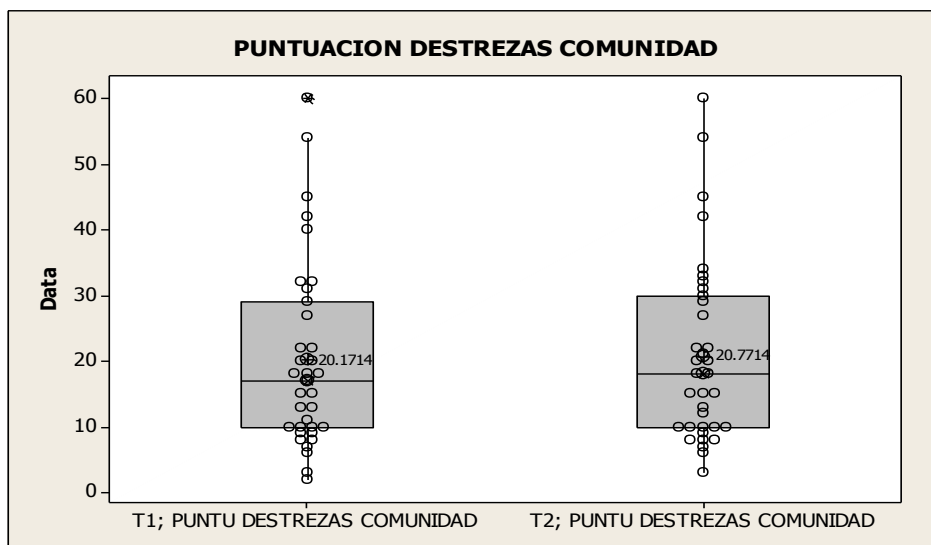 PUNTUACION DESTREZAS COMUNIDAD
60
50
40
30
20
10
0
Data
20.1714
20.7714
T1; PUNTU DESTREZAS COMUNIDAD
T2; PUNTU DESTREZAS COMUNIDAD